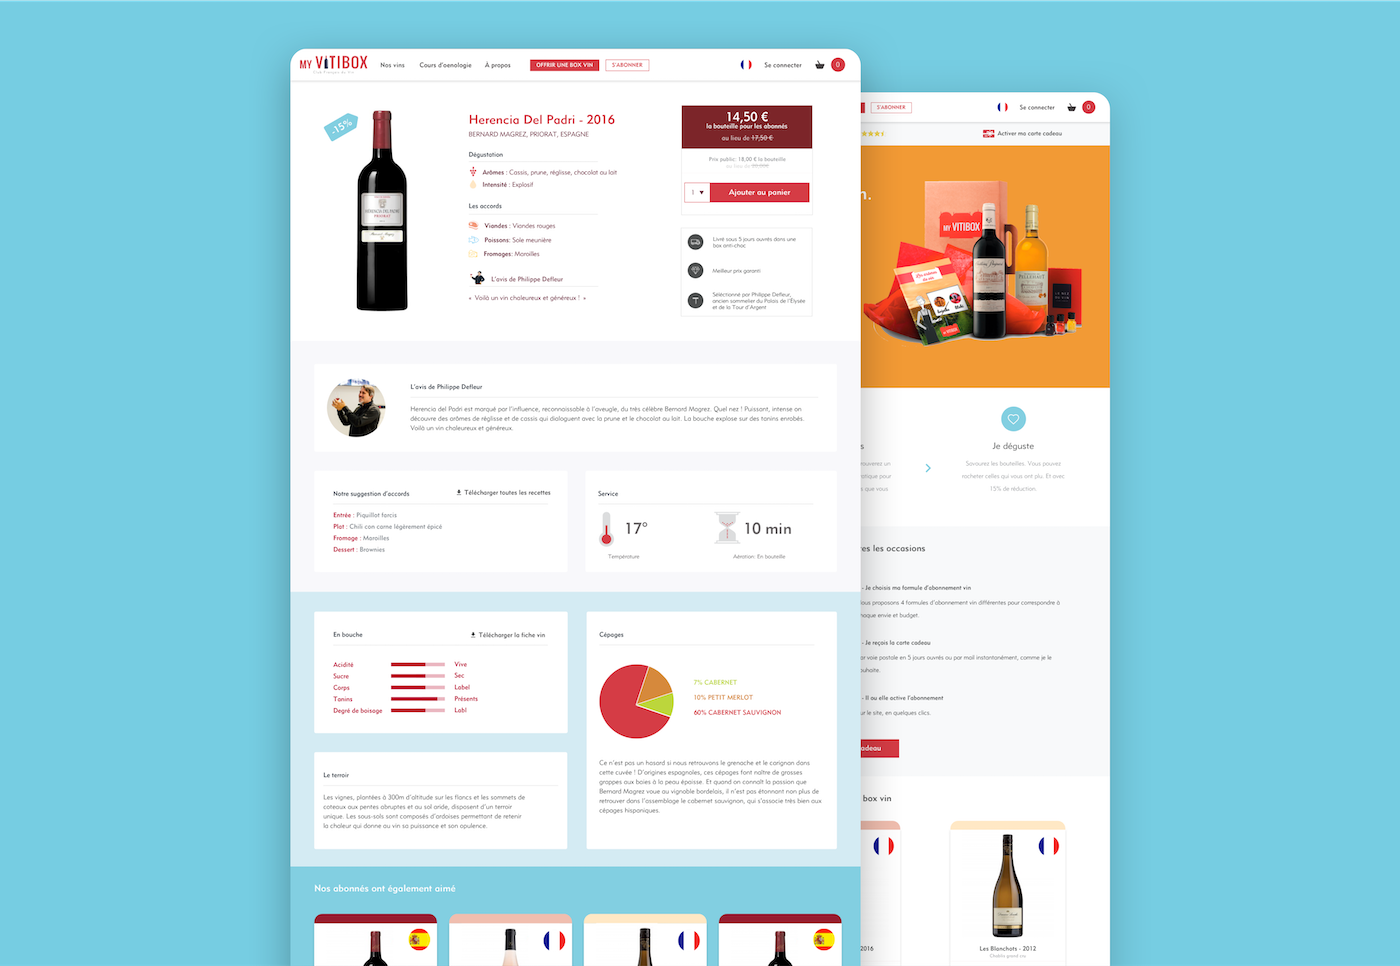 MY VITIBOX
Nos vins
Cours d'oenologie
À propos
OFFRIR UNE BOX VIN
S'ABONNER
Se connecter
0
-15%
Herencia Del Padri - 2016
BERNARD MAGREZ, PRIORAT, ESPAGNE
Dégustation
Arômes : Cassis, prune, réglisse, chocolat au lait
Intensité : Explosif
Les accords
Viandes : Viandes rouges
Poissons: Sole meunière
Fromages: Maroilles
L'avis de Philippe Defleur
« Voilà un vin chaleureux et généreux ! »
HERENCIA DEL PADRI
PRIORAT
14,50 €
la bouteille pour les abonnés
au lieu de 17,50 €
Prix public: 18,00 € la bouteille
1
Ajouter au panier
Livré sous 5 jours ouvrés dans une
box anti-choc
Meilleur prix garanti
Séléctionné par Philippe Defleur,
ancien sommelier du Palais de l'Élysée
et de la Tour d'Argent
L'avis de Philippe Defleur
Herencia del Padri est marqué par l'influence, reconnaissable à l'aveugle, du très célèbre Bernard Magrez. Quel nez ! Puissant, intense on
découvre des arômes de réglisse et de cassis qui dialoguent avec la prune et le chocolat au lait. La bouche explose sur des tanins enrobés.
Voilà un vin chaleureux et généreux.
Notre suggestion d'accords
Télécharger toutes les recettes
Entrée : Piquillot farcis
Plat : Chili con carne légèrement épicé
Fromage : Maroilles
Dessert : Brownies
Service
17°
10 min
Température
Aération: En bouteille
En bouche
Télécharger la fiche vin
Acidité
Vive
Sucre
Sec
Corps
Label
Tanins
Présents
Degré de boisage
Labl
Cépages
7% CABERNET
10% PETIT MERLOT
60% CABERNET SAUVIGNON
Ce n'est pas un hasard si nous retrouvons le grenache et le carignan dans
cette cuvée ! D'origines espagnoles, ces cépages font naître de grosses
grappes aux baies à la peau épaisse. Et quand on connaît la passion que
Bernard Magrez voue au vignoble bordelais, il n'est pas étonnant non plus de
retrouver dans l'assemblage le cabernet sauvignon, qui s'associe très bien aux
cépages hispaniques.
Le terroir
Les vignes, plantées à 300m d'altitude sur les flancs et les sommets de
coteaux aux pentes abruptes et au sol aride, disposent d'un terroir
unique. Les sous-sols sont composés d'ardoises permettant de retenir
la chaleur qui donne au vin sa puissance et son opulence.
Nos abonnés ont également aimé
S'ABONNER
Se connecter
0
Activer ma carte cadeau
n.
MY VITIBOX
s
Je déguste
Savourez les bouteilles. Vous pouvez
racheter celles qui vous ont plu. Et avec
15% de réduction.
ouverez un
otique pour
s que vous
res les occasions
- Je choisis ma formule d'abonnement vin
ous proposons 4 formules d'abonnement vin différentes pour correspondre à
haque envie et budget.
- Je reçois la carte cadeau
ar voie postale en 5 jours ouvrés ou par mail instantanément, comme je le
ouhaite.
- Il ou elle active l'abonnement
ur le site, en quelques clics.
adeau
box vin
2016
Les Blanchots - 2012
Chablis grand cru